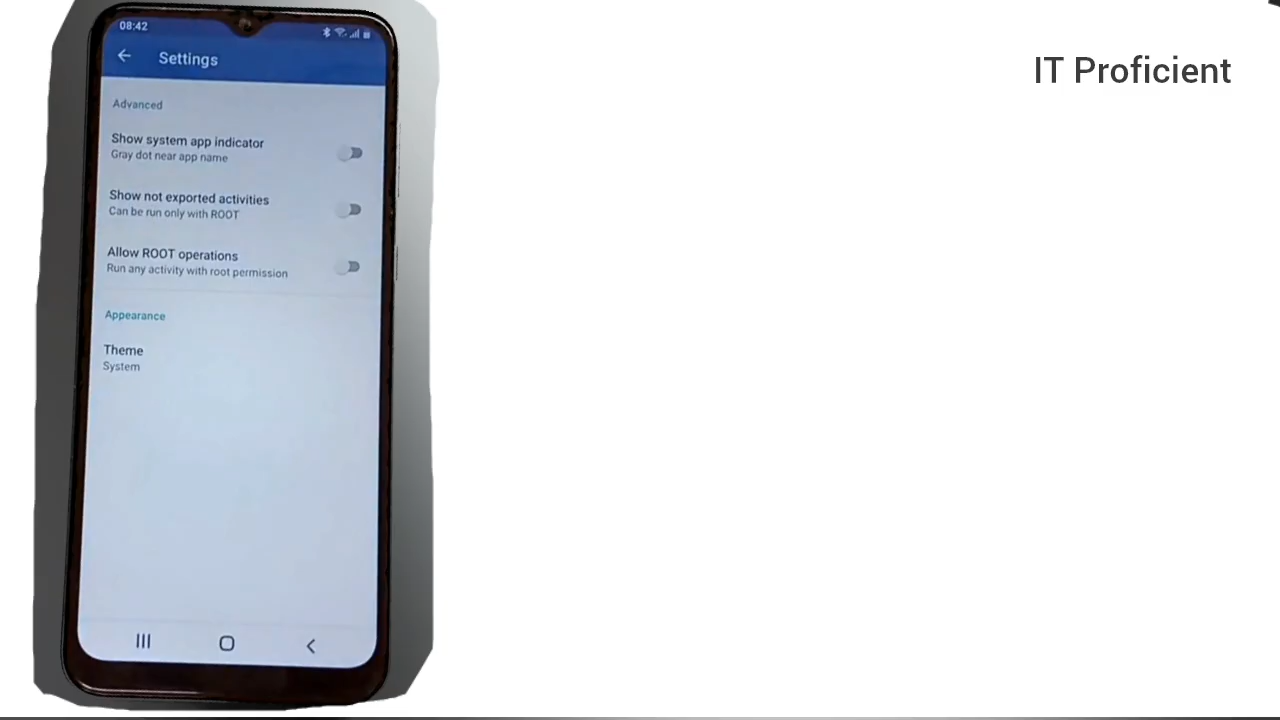 08:42
IT Proficient
Settings
Advanced
Show system app indicator
Gray dot near app name
Show not exported activities
Can be run only with ROOT
Allow ROOT operations
Run any activity with root permission
Appearance
Theme
System